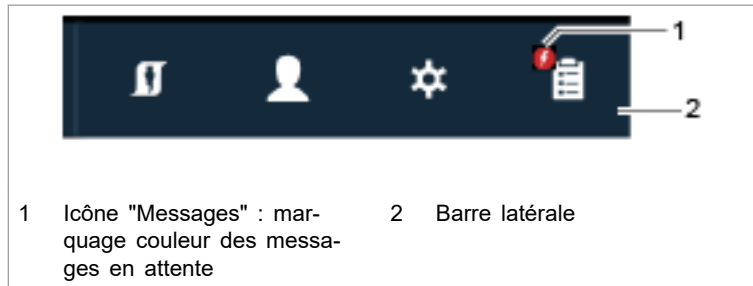 1
2
1 Icône "Messages" : mar-
quage couleur des messa-
ges en attente
2 Barre latérale